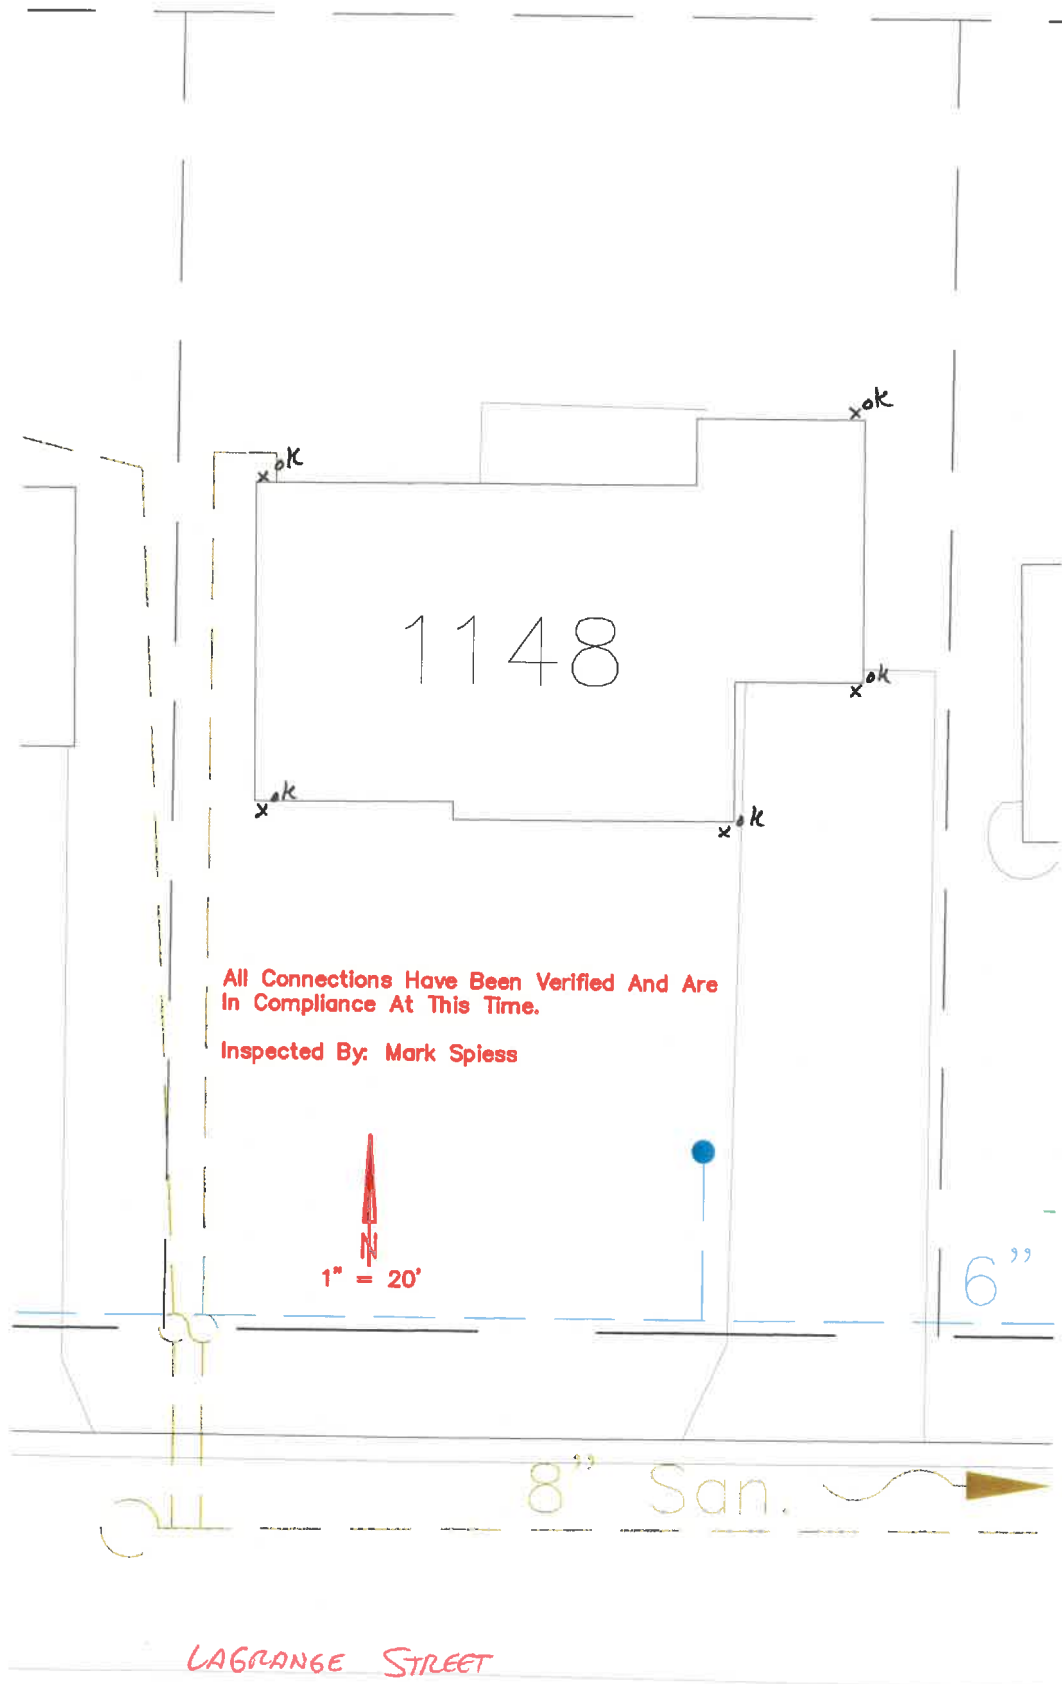 ok
ok
1148
ok
ok
ok
All Connections Have Been Verified And Are
In Compliance At This Time.
Inspected By: Mark Spiess
N
1" = 20'
6"
8" San.
LAGRANGE STREET